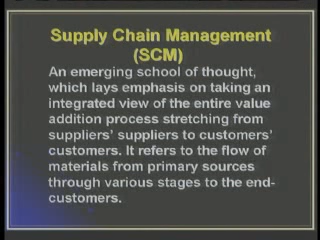 Supply Chain Management
(SCM)
An emerging school of thought,
which lays emphasis on taking an
integrated view of the entire value
addition process stretching from
suppliers' suppliers to customers'
customers. It refers to the flow of
materials from primary sources
through various stages to the end-
customers.